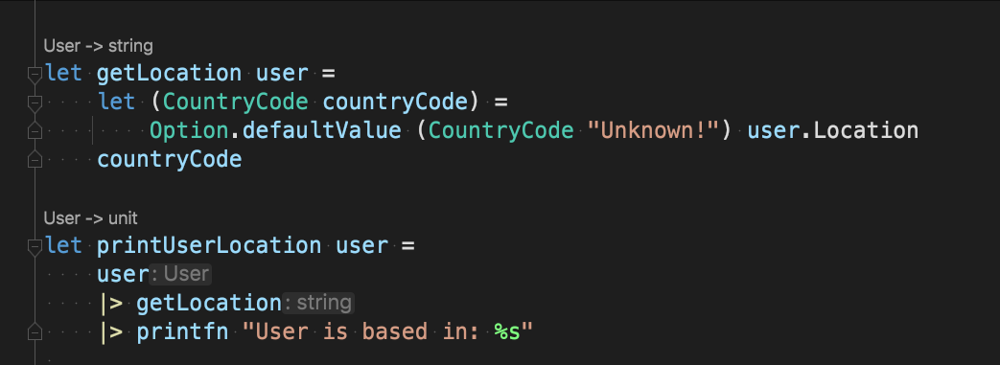 User -> string
let getLocation user =
let (CountryCode countryCode) =
Option.defaultValue (CountryCode "Unknown!") user.Location
countryCode
User -> unit
let printUserLocation user =
user: User
|> getLocation: string
|> printfn "User is based in: %s"